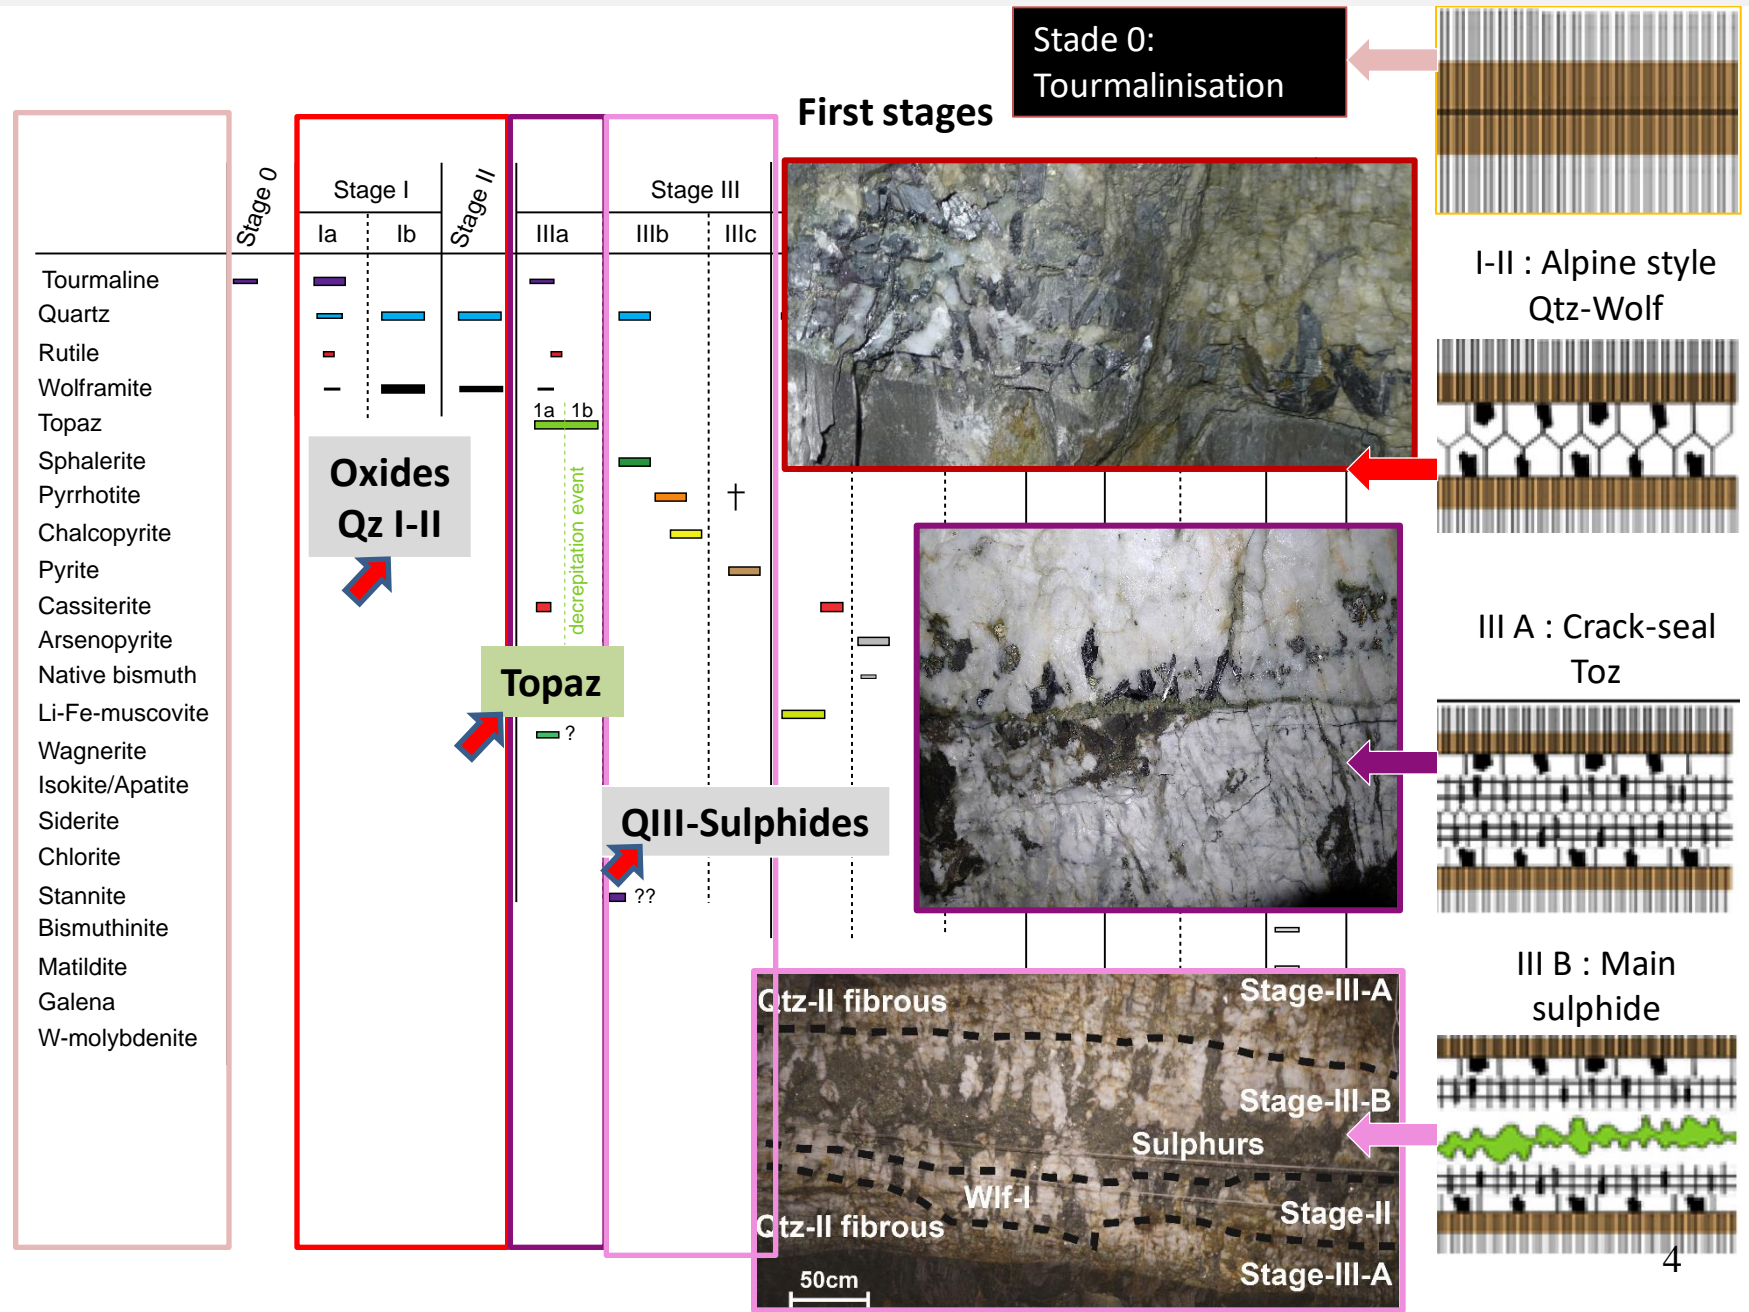 Stade 0:
Tourmalinisation
First stages
Stage 0
Stage I
Stage II
Stage III
Ia
Ib
IIIa
IIIb
IIIc
Tourmaline
Quartz
Rutile
Wolframite
Topaz
1a
1b
Sphalerite
Pyrrhotite
Chalcopyrite
Pyrite
Cassiterite
Arsenopyrite
Native bismuth
Li-Fe-muscovite
Wagnerite
?
Isokite/Apatite
Siderite
Chlorite
Stannite
??
Bismuthinite
Matildite
Galena
W-molybdenite
decrepitation event
Oxides
Qz I-II
Topaz
QIII-Sulphides
I-II : Alpine style
Qtz-Wolf
III A : Crack-seal
Toz
III B : Main
sulphide
Qtz-II fibrous
Stage-III-A
Stage-III-B
Sulphurs
Wlf-I
Stage-II
Qtz-II fibrous
Stage-III-A
50cm
4